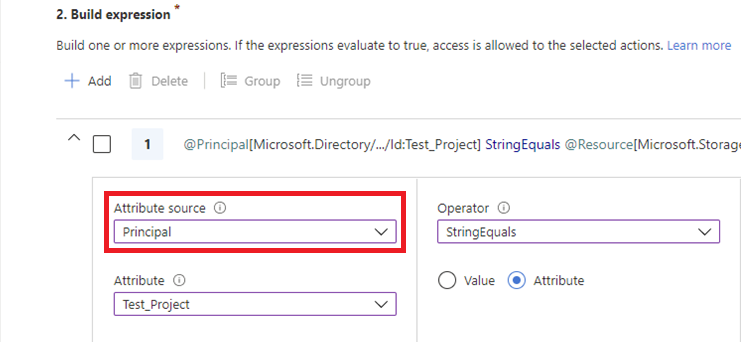 2. Build expression *
Build one or more expressions. If the expressions evaluate to true, access is allowed to the selected actions. Learn more
Add Delete Group Ungroup
1 @Principal[Microsoft.Directory/.../Id:Test_Project] StringEquals @Resource[Microsoft.Storage
Attribute source
Principal
Operator
StringEquals
Attribute
Test_Project
Value Attribute